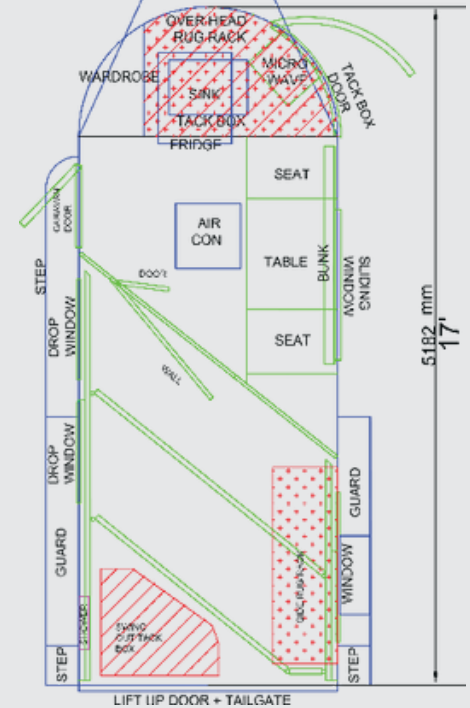 OVER HEAD
RUG RACK
WARDROBE
MICRO
WAVE
TACK BOX
DOOR
SINK
TACK BOX
FRIDGE
SEAT
CARAVAN
DOOR
AIR
CON
TABLE
BUNK
SLIDING
WINDOW
STEP
DOOR
DROP
WINDOW
SEAT
WALL
5182 mm
17'
DROP
WINDOW
GUARD
GUARD
WINDOW
SHOWER
SWING
OUT TACK
BOX
STEP
STEP
LIFT UP DOOR + TAILGATE